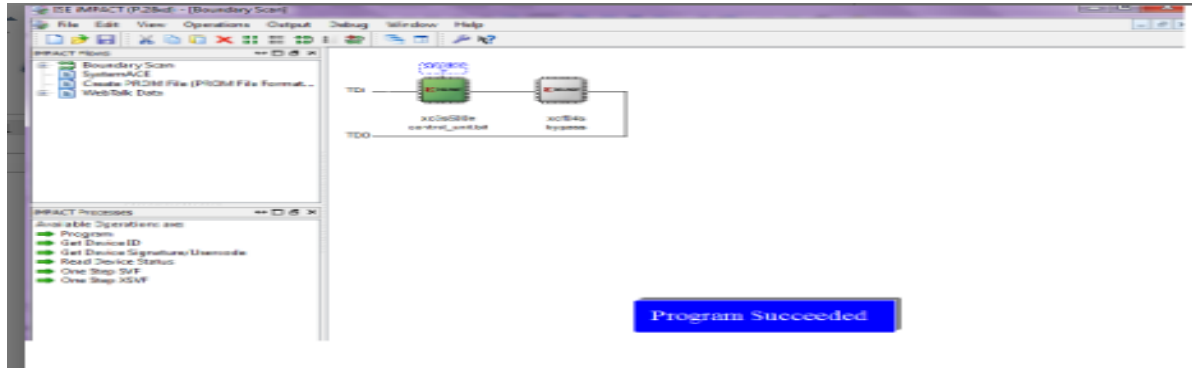 ISE iMPACT (P.28xd) - [Boundary Scan]
File Edit View Operations Output Debug Window Help
iMPACT Flows
Boundary Scan
SystemACE
Create PROM File (PROM File Format...
WebTalk Data
TDI
xc3s500e
control_unit.bit
xcf04s
bypass
TDO
iMPACT Processes
Available Operations are:
Program
Get Device ID
Get Device Signature/Usercode
Read Device Status
One Step SVF
One Step XSVF
Program Succeeded